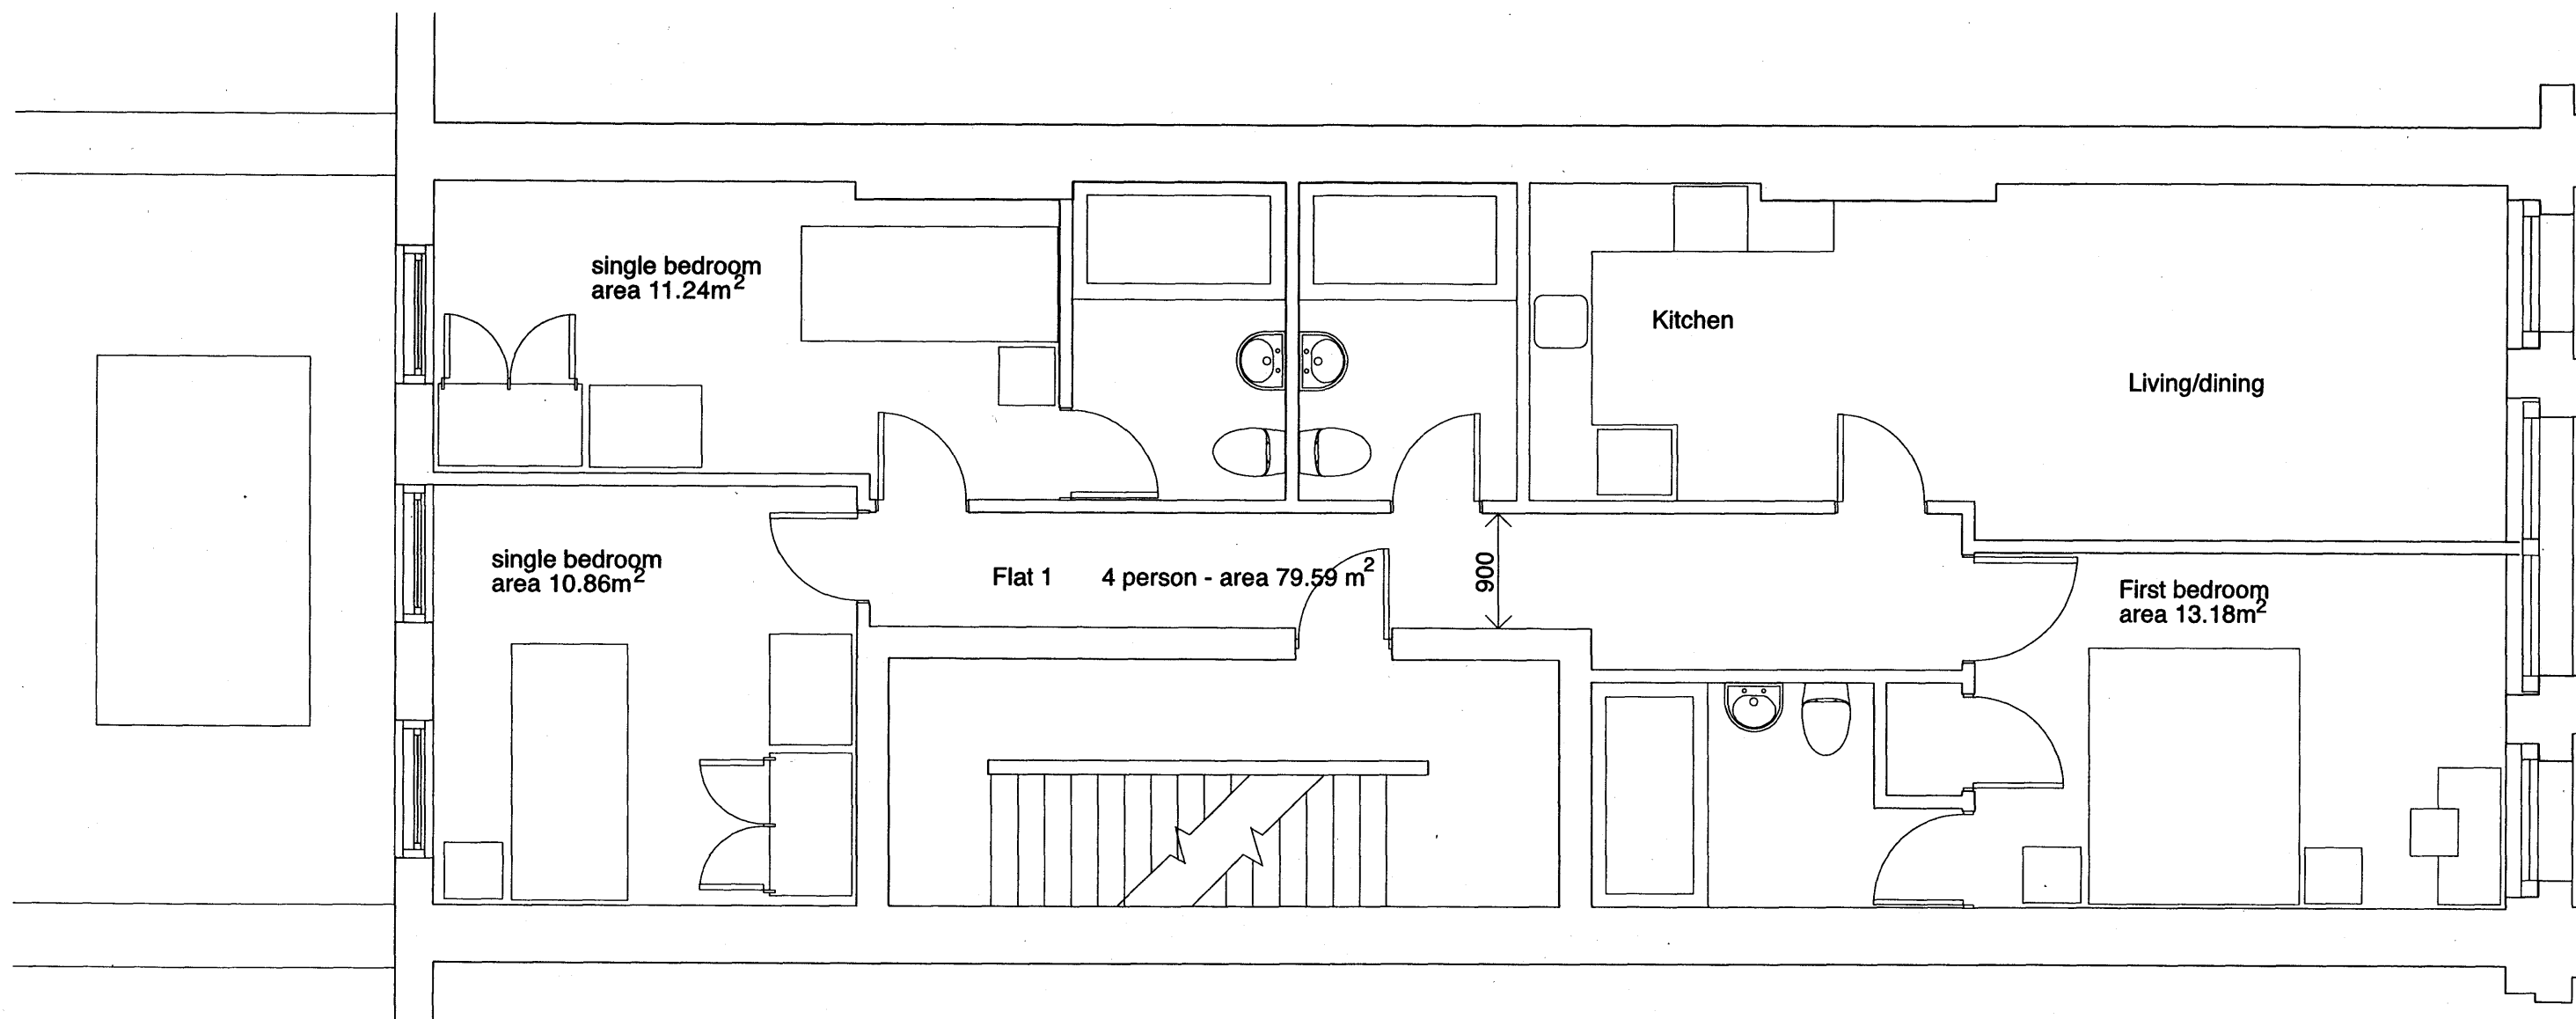 single bedroom
area 11.24m²
Kitchen
Living/dining
single bedroom
area 10.86m²
Flat 1 4 person - area 79.59 m²
900
First bedroom
area 13.18m²